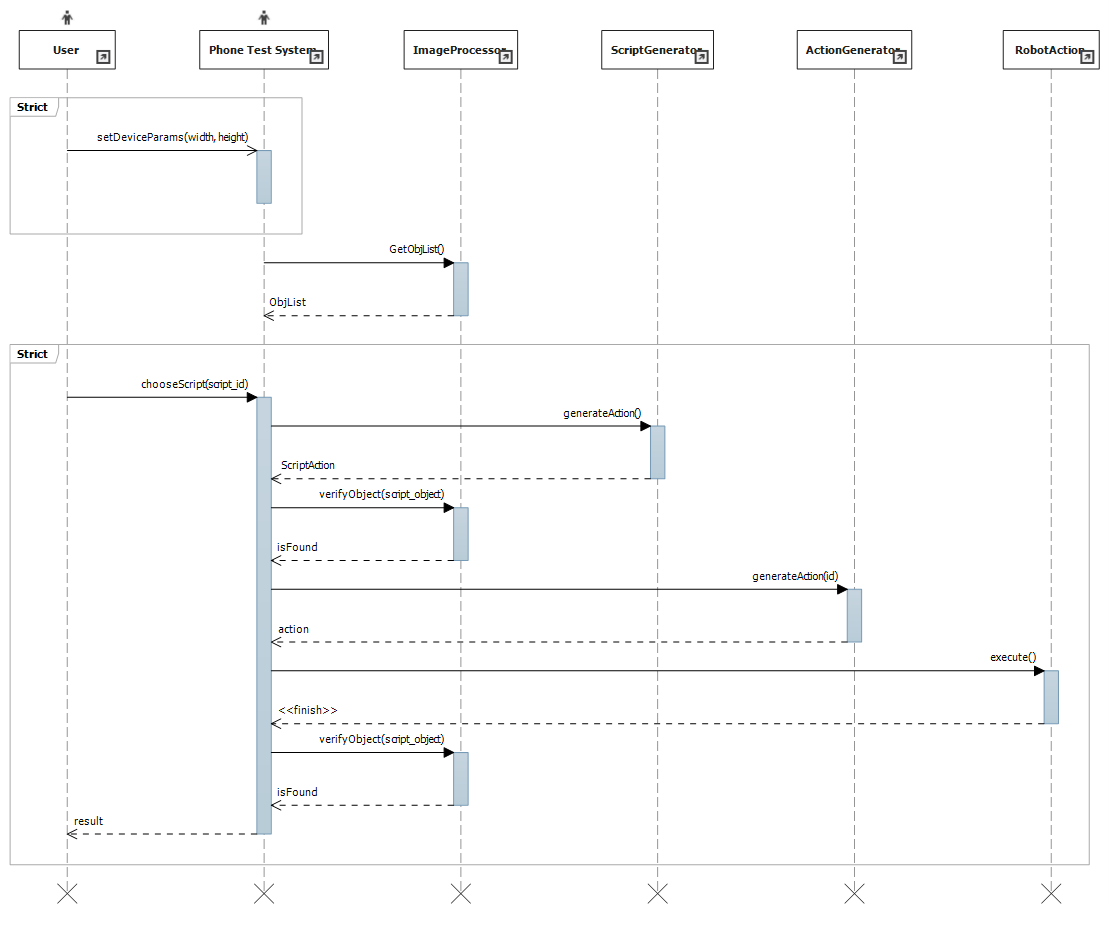 User
Phone Test System
ImageProcessor
ScriptGenerator
ActionGenerator
RobotAction
Strict
setDeviceParams(width, height)
GetObjList()
ObjList
Strict
chooseScript(script_id)
generateAction()
ScriptAction
verifyObject(script_object)
isFound
generateAction(id)
action
execute()
<<finish>>
verifyObject(script_object)
isFound
result